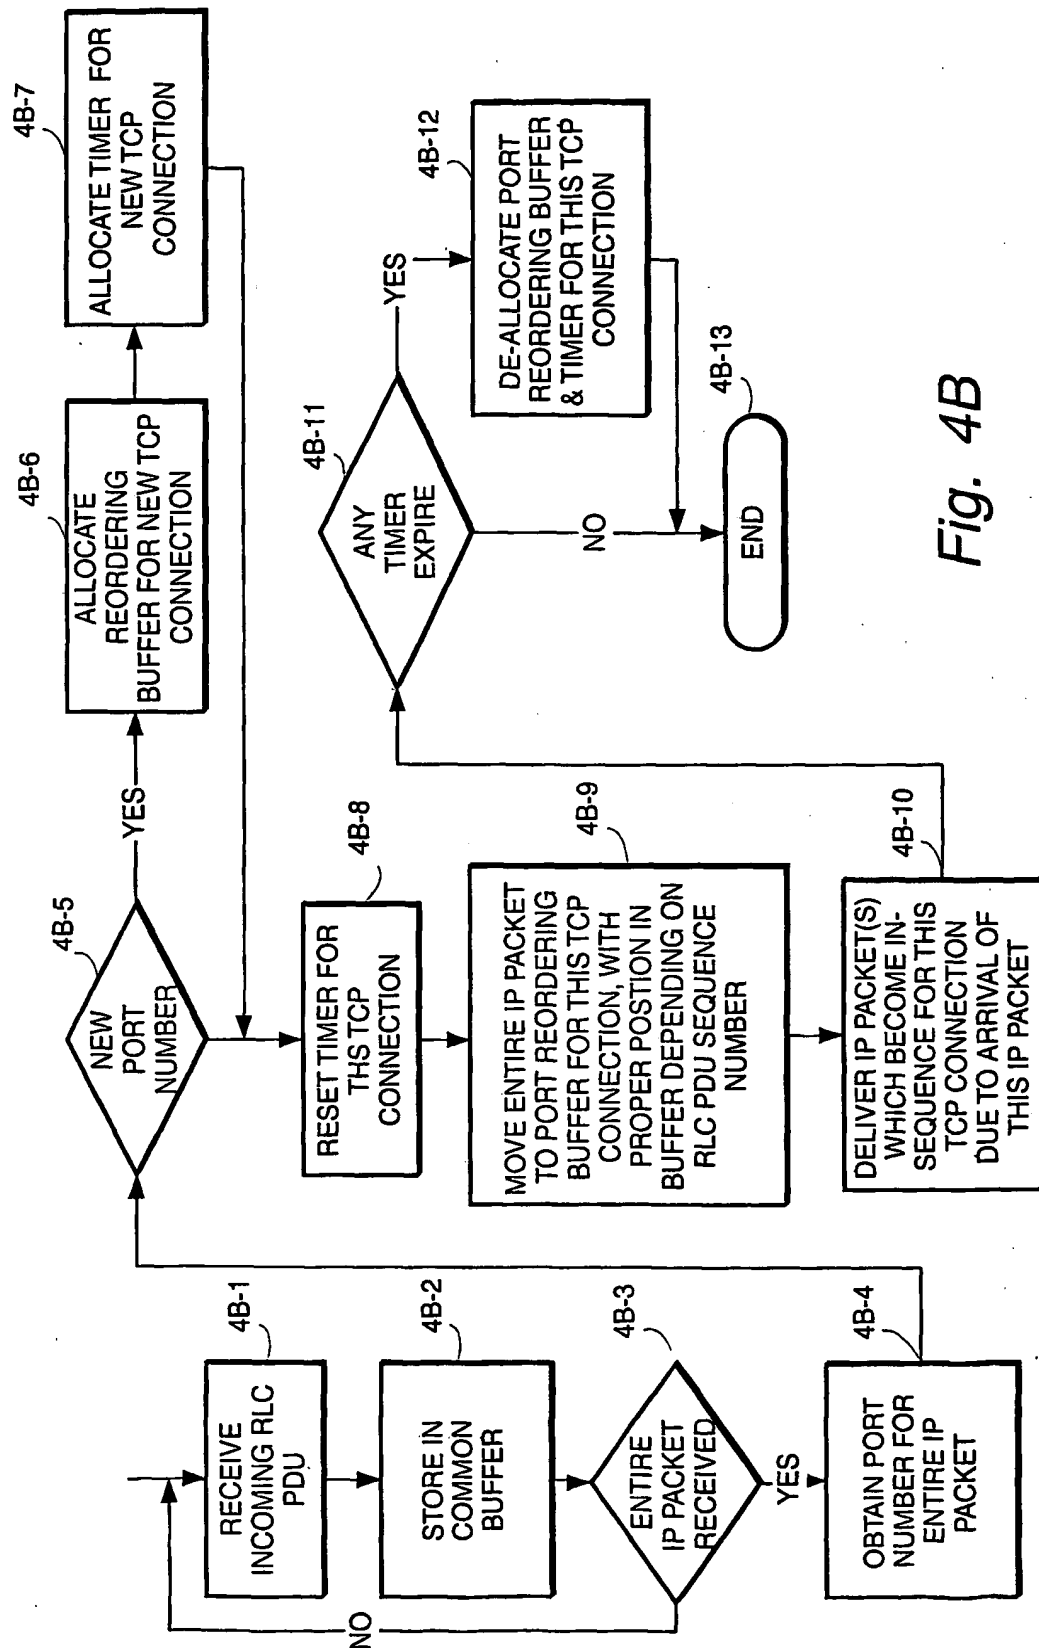 RECEIVE
INCOMING RLC
PDU
4B-1
STORE IN
COMMON
BUFFER
4B-2
ENTIRE
IP PACKET
RECEIVED
4B-3
NO
YES
OBTAIN PORT
NUMBER FOR
ENTIRE IP
PACKET
4B-4
NEW
PORT
NUMBER
4B-5
YES
ALLOCATE
REORDERING
BUFFER FOR NEW TCP
CONNECTION
4B-6
ALLOCATE TIMER FOR
NEW TCP
CONNECTION
4B-7
RESET TIMER FOR
THS TCP
CONNECTION
4B-8
MOVE ENTIRE IP PACKET
TO PORT REORDERING
BUFFER FOR THIS TCP
CONNECTION, WITH
PROPER POSTION IN
BUFFER DEPENDING ON
RLC PDU SEQUENCE
NUMBER
4B-9
DELIVER IP PACKET(S)
WHICH BECOME IN-
SEQUENCE FOR THIS
TCP CONNECTION
DUE TO ARRIVAL OF
THIS IP PACKET
4B-10
ANY
TIMER
EXPIRE
4B-11
YES
NO
DE-ALLOCATE PORT
REORDERING BUFFER
& TIMER FOR THIS TCP
CONNECTION
4B-12
END
4B-13
Fig. 4B